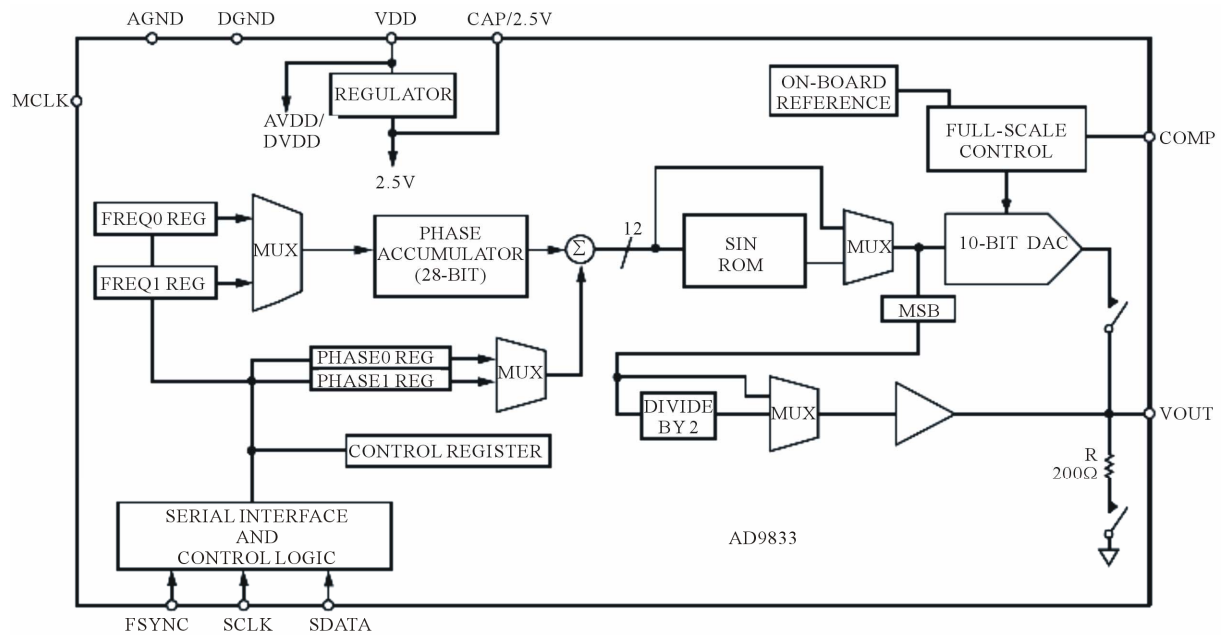 AGND DGND VDD CAP/2.5V
MCLK
REGULATOR
AVDD/
DVDD
2.5V
ON-BOARD
REFERENCE
FULL-SCALE
CONTROL
COMP
FREQ0 REG
FREQ1 REG
MUX
PHASE
ACCUMULATOR
(28-BIT)
Σ
12
SIN
ROM
MUX
10-BIT DAC
MSB
PHASE0 REG
PHASE1 REG
MUX
DIVIDE
BY 2
MUX
VOUT
CONTROL REGISTER
R
200Ω
SERIAL INTERFACE
AND
CONTROL LOGIC
AD9833
FSYNC SCLK SDATA